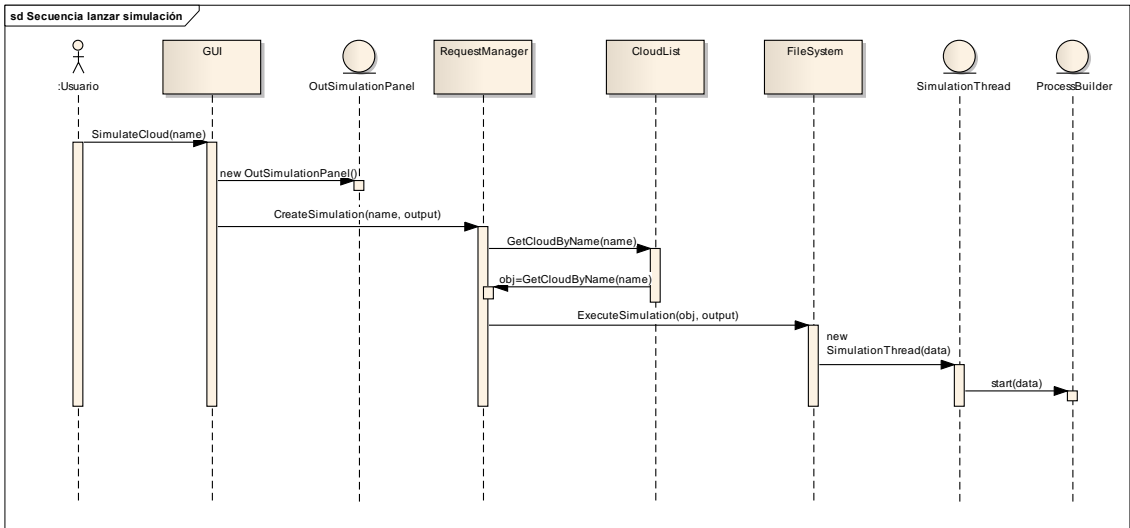 sd Secuencia lanzar simulación
:Usuario
GUI
OutSimulationPanel
RequestManager
CloudList
FileSystem
SimulationThread
ProcessBuilder
SimulateCloud(name)
new OutSimulationPanel()
CreateSimulation(name, output)
GetCloudByName(name)
obj=GetCloudByName(name)
ExecuteSimulation(obj, output)
new
SimulationThread(data)
start(data)